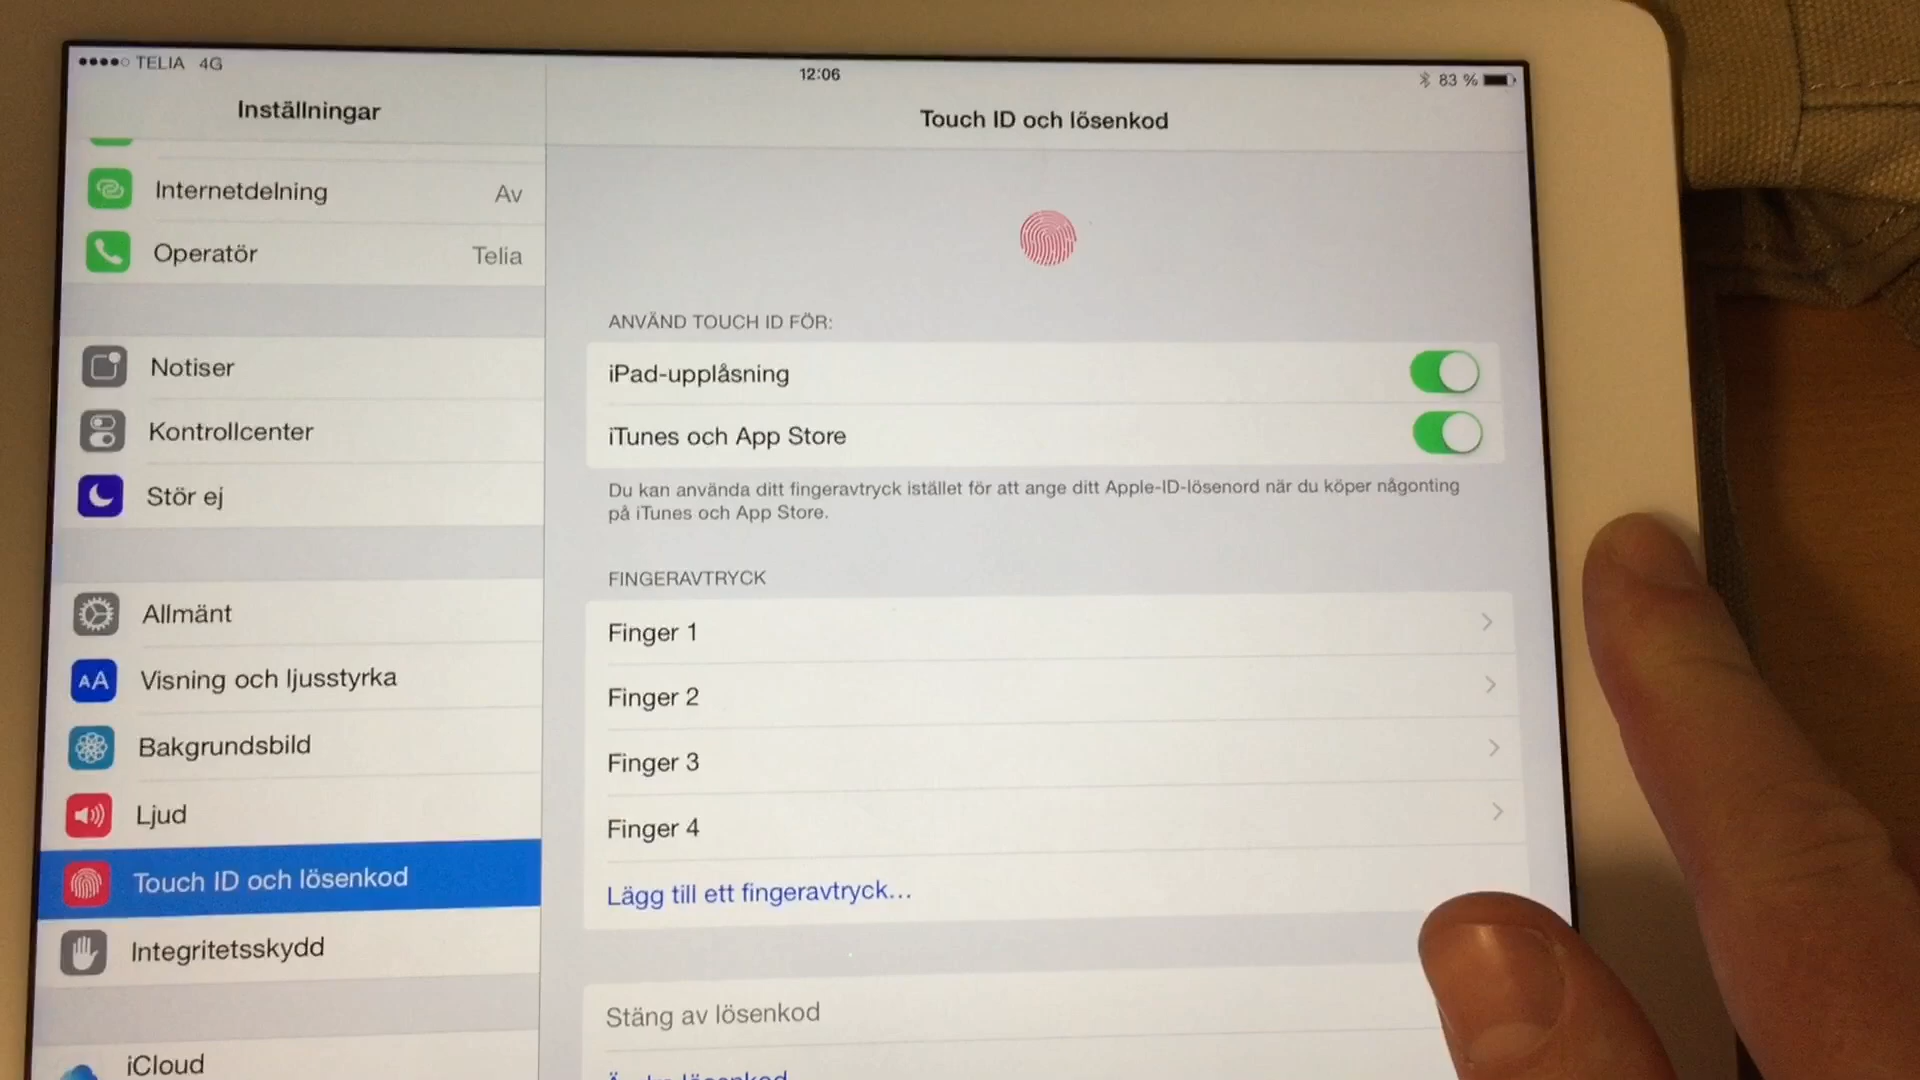 TELIA 4G
12:06
83 %
Inställningar
Touch ID och lösenkod
Internetdelning Av
Operatör Telia
Notiser
Kontrollcenter
Stör ej
Allmänt
AA Visning och ljusstyrka
Bakgrundsbild
Ljud
Touch ID och lösenkod
Integritetsskydd
iCloud
ANVÄND TOUCH ID FÖR:
iPad-upplåsning
iTunes och App Store
Du kan använda ditt fingeravtryck istället för att ange ditt Apple-ID-lösenord när du köper någonting
på iTunes och App Store.
FINGERAVTRYCK
Finger 1
Finger 2
Finger 3
Finger 4
Lägg till ett fingeravtryck...
Stäng av lösenkod